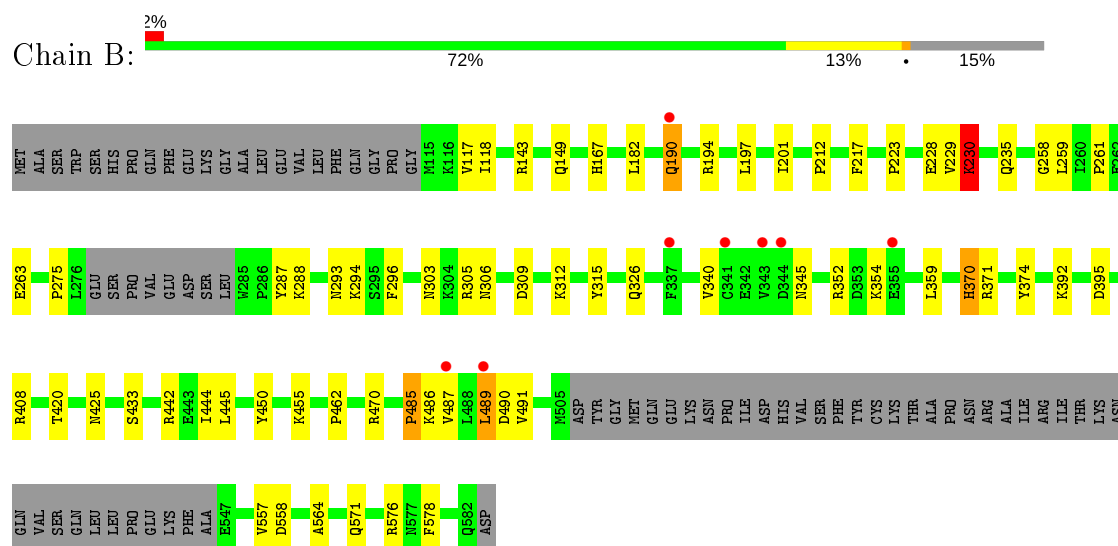 2%
Chain B:
72% 13% • 15%
MET ALA SER TRP SER HIS PRO GLN PHE GLU LYS GLY ALA LEU GLU VAL LEU PHE GLN GLY PRO GLY M115 K116 V117 I118 R143 Q149 H167 L182 Q190 R194 L197 I201 P212 F217 P223 E228 V229 K230 Q235 G258 L259 I260 P261 E262
E263 P275 L276 GLU SER PRO VAL GLU ASP SER LEU W285 P286 Y287 K288 N293 K294 S295 F296 N303 K304 R305 N306 D309 K312 Y315 Q326 F337 V340 C341 E342 V343 D344 N345 R352 D353 K354 E355 L359 H370 R371 Y374 K392 D395
R408 T420 N425 S433 R442 E443 I444 L445 Y450 K455 P462 R470 P485 K486 V487 L488 L489 D490 V491 M505 ASP TYR GLY MET GLN GLU LYS ASN PRO ILE ASP HIS VAL SER PHE TYR CYS LYS THR ALA PRO ASN ARG ALA ILE ARG ILE THR LYS ASN
GLN VAL SER GLN LEU LEU PRO GLU LYS PHE ALA E547 V557 D558 A564 Q571 R576 N577 F578 Q582 ASP